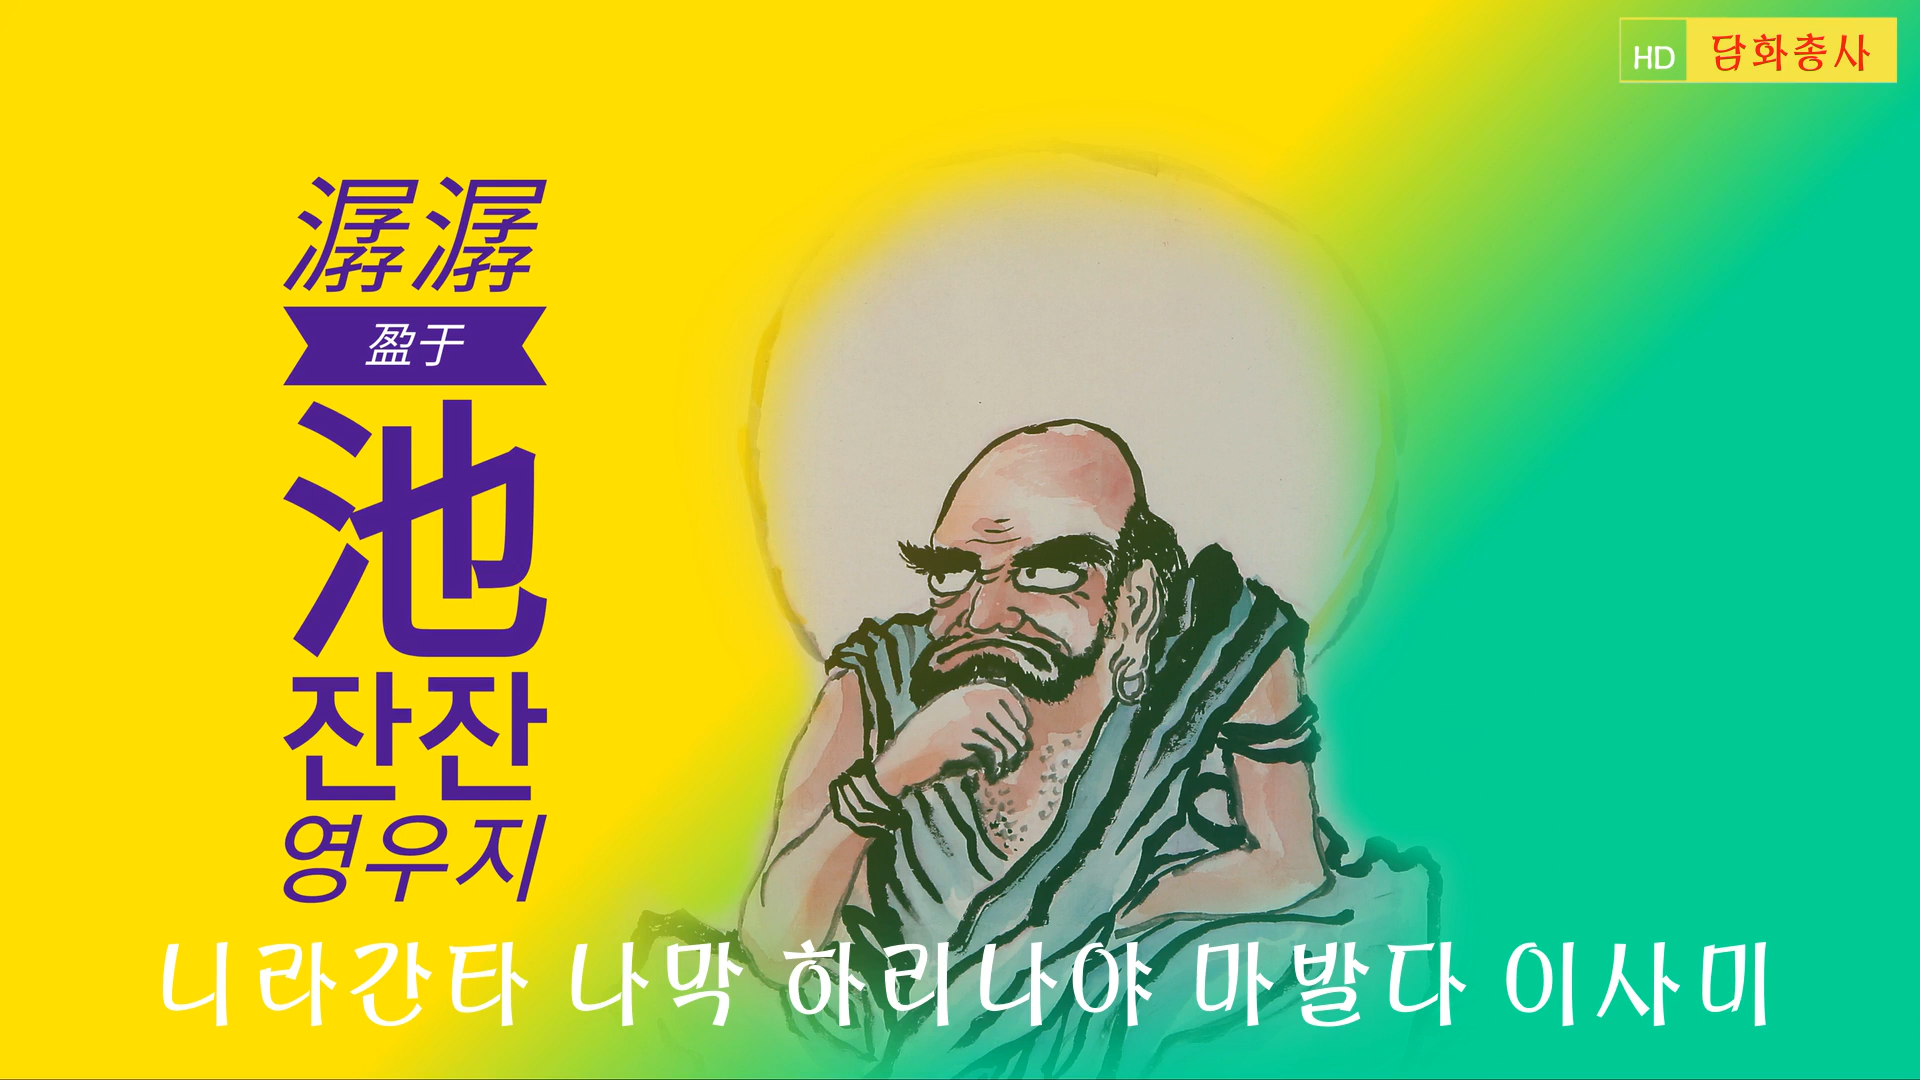 HD 담화총사
潺潺
盈于
池
잔잔
영우지
니라간타 나막 하리나야 마발다 이사미